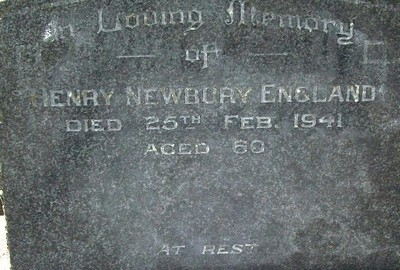 In Loving Memory
of
HENRY NEWBURY ENGLAND
DIED 25TH FEB. 1941
AGED 60
AT REST